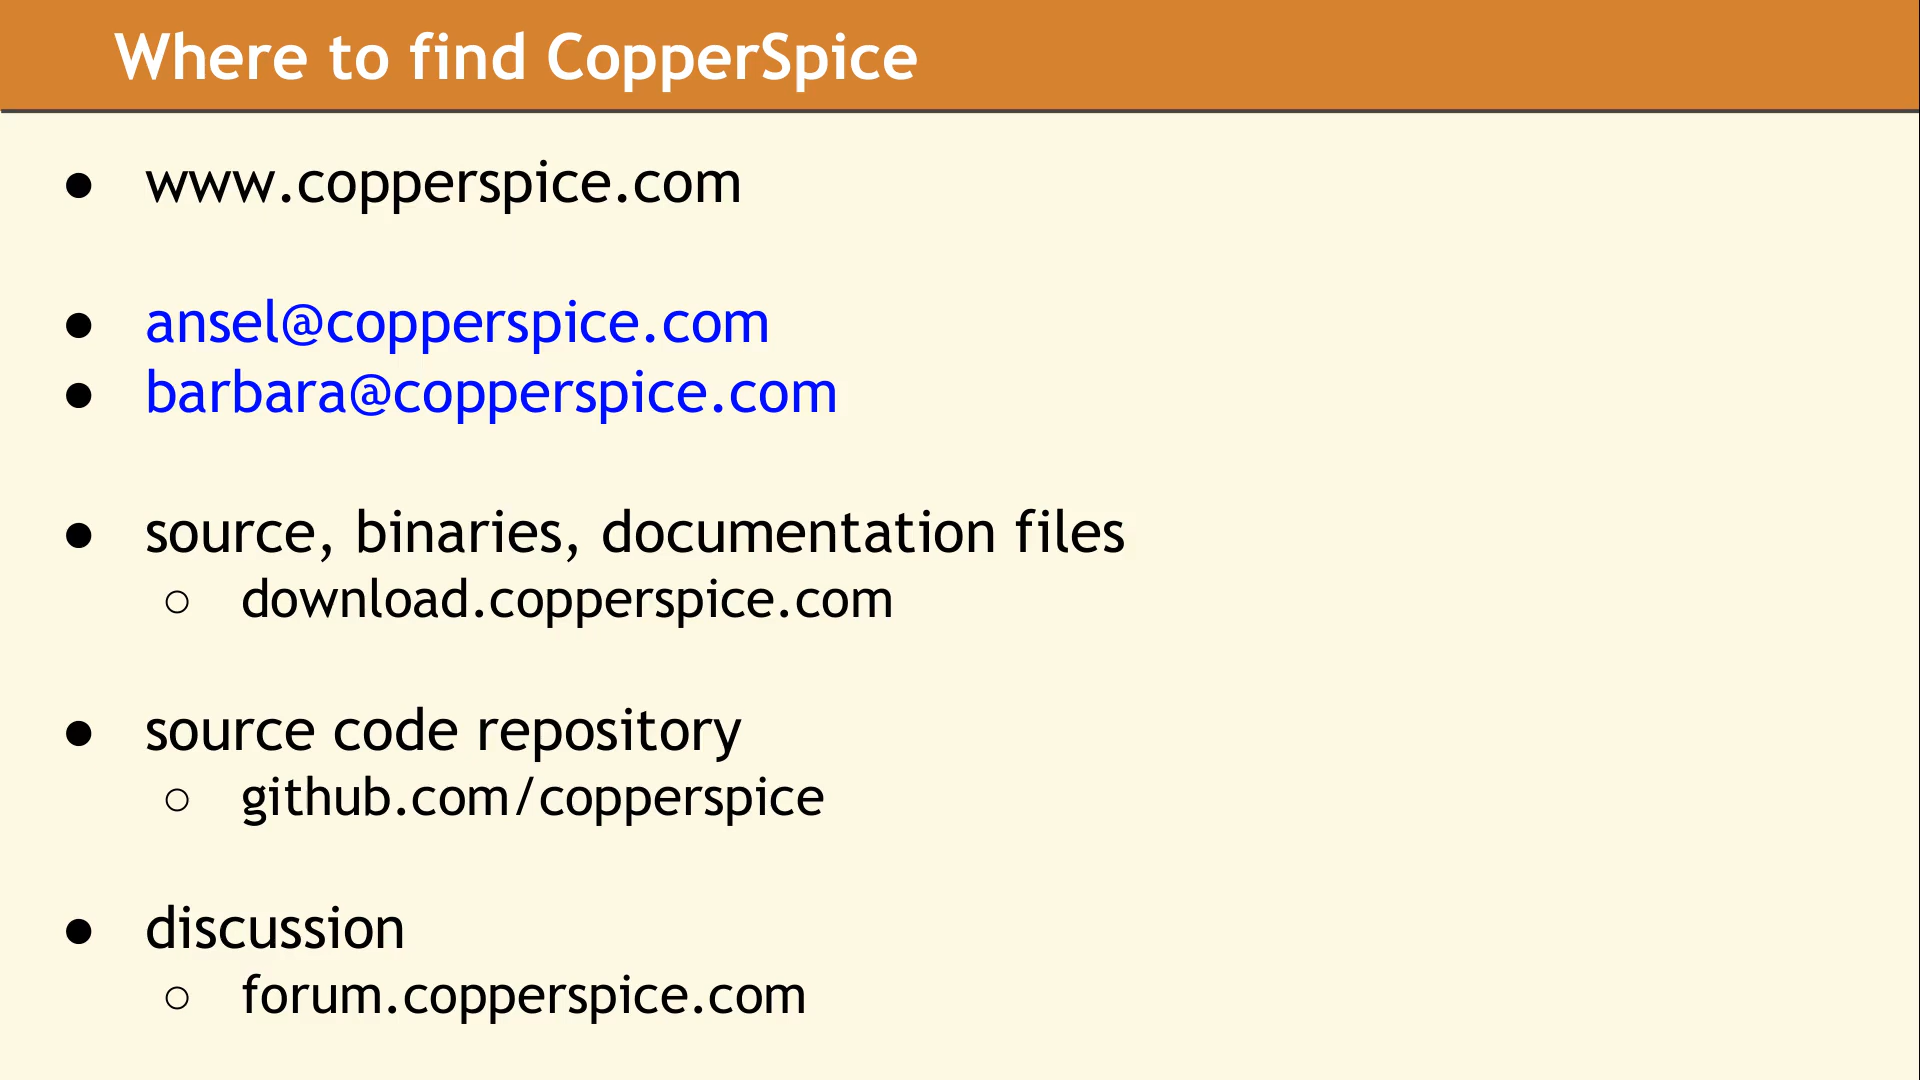 Where to find CopperSpice
● www.copperspice.com
● ansel@copperspice.com
● barbara@copperspice.com
● source, binaries, documentation files
○ download.copperspice.com
● source code repository
○ github.com/copperspice
● discussion
○ forum.copperspice.com